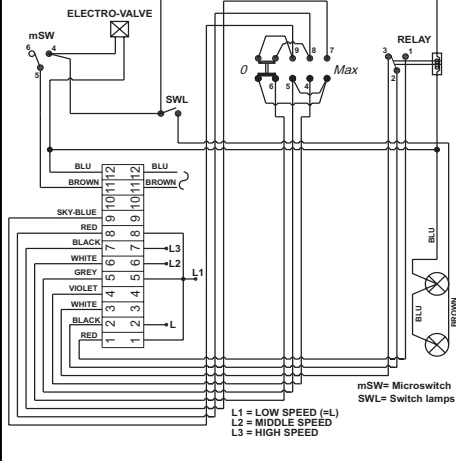 ELECTRO-VALVE
mSW
6
4
5
SWL
9
8
7
0
Max
6
5
4
RELAY
3
1
2
BLU
12
12
BLU
BROWN
11
11
BROWN
10
10
SKY-BLUE
9
9
RED
8
8
BLACK
7
7
L3
WHITE
6
6
L2
GREY
5
5
L1
VIOLET
4
4
WHITE
3
3
BLACK
2
2
L
RED
1
1
BLU
BLU
BROWN
mSW= Microswitch
SWL= Switch lamps
L1 = LOW SPEED (=L)
L2 = MIDDLE SPEED
L3 = HIGH SPEED